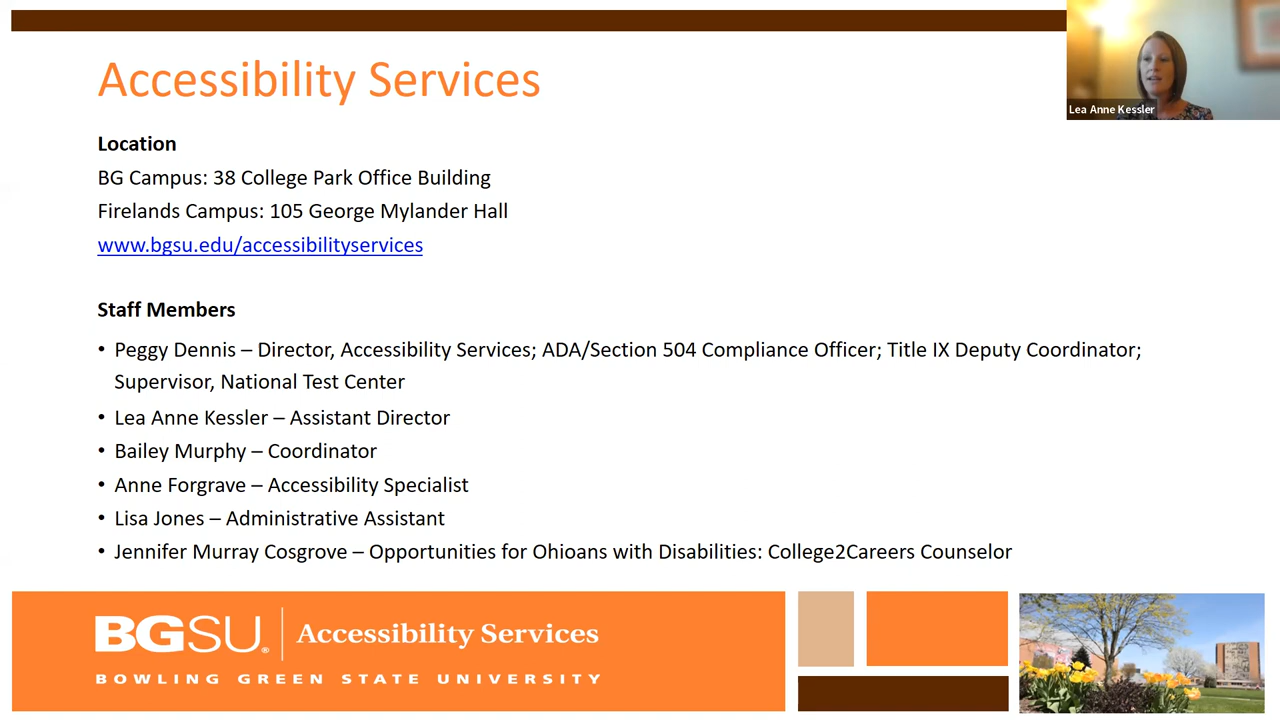 Accessibility Services
Lea Anne Kessler
Location
BG Campus: 38 College Park Office Building
Firelands Campus: 105 George Mylander Hall
www.bgsu.edu/accessibilityservices
Staff Members
• Peggy Dennis – Director, Accessibility Services; ADA/Section 504 Compliance Officer; Title IX Deputy Coordinator;
Supervisor, National Test Center
• Lea Anne Kessler – Assistant Director
• Bailey Murphy – Coordinator
• Anne Forgrave – Accessibility Specialist
• Lisa Jones – Administrative Assistant
• Jennifer Murray Cosgrove – Opportunities for Ohioans with Disabilities: College2Careers Counselor
BGSU® Accessibility Services
BOWLING GREEN STATE UNIVERSITY